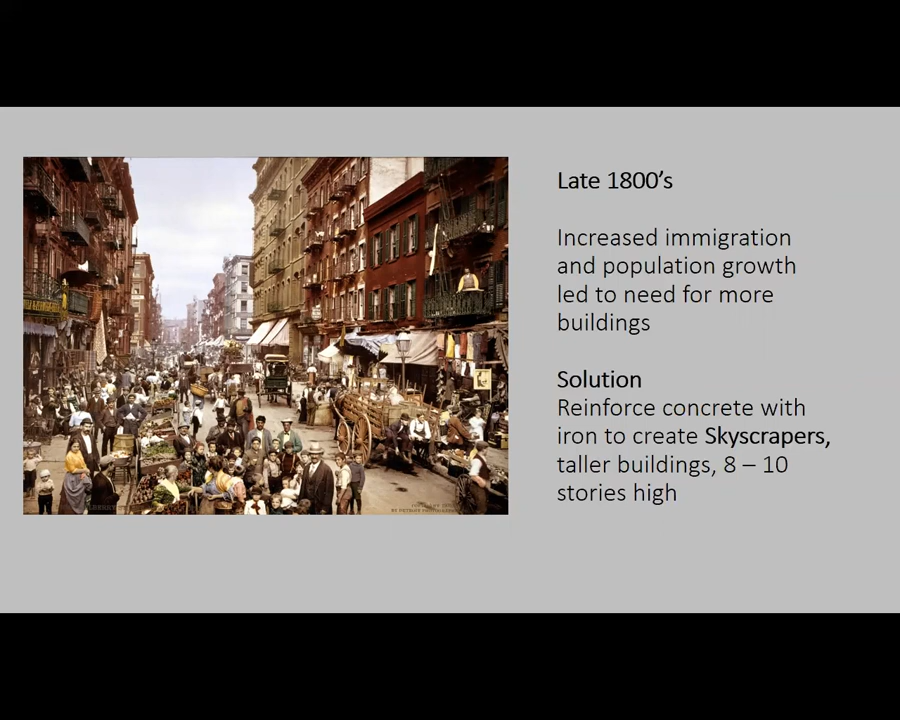 Late 1800's
Increased immigration
and population growth
led to need for more
buildings
Solution
Reinforce concrete with
iron to create Skyscrapers,
taller buildings, 8 – 10
stories high